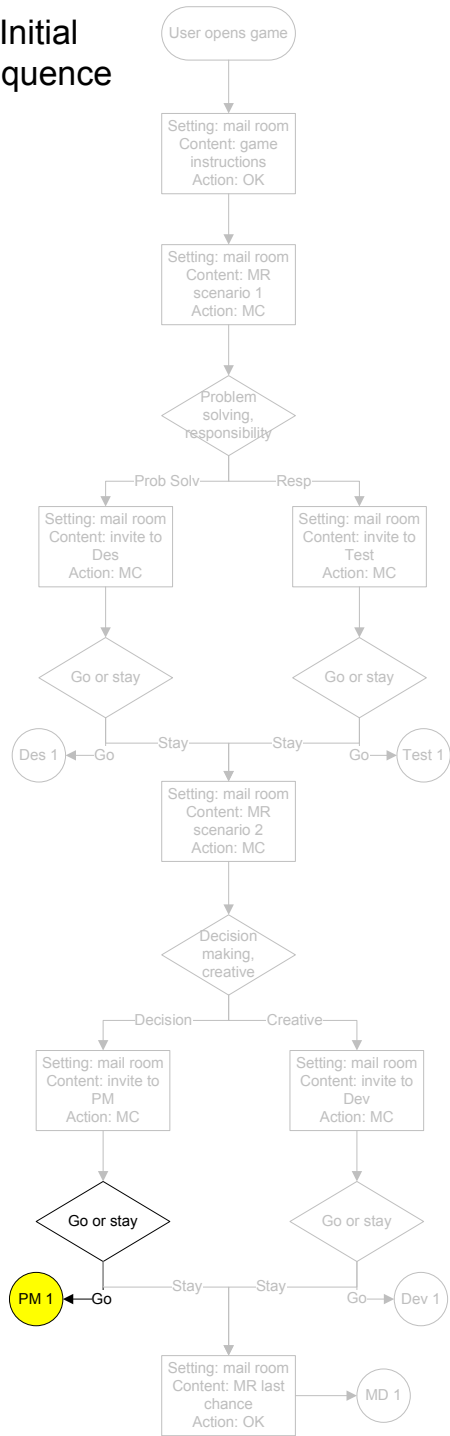 Initial
quence
User opens game
Setting: mail room
Content: game
instructions
Action: OK
Setting: mail room
Content: MR
scenario 1
Action: MC
Problem
solving,
responsibility
Prob Solv
Resp
Setting: mail room
Content: invite to
Des
Action: MC
Setting: mail room
Content: invite to
Test
Action: MC
Go or stay
Go or stay
Des 1
Go
Stay
Stay
Go
Test 1
Setting: mail room
Content: MR
scenario 2
Action: MC
Decision
making,
creative
Decision
Creative
Setting: mail room
Content: invite to
PM
Action: MC
Setting: mail room
Content: invite to
Dev
Action: MC
Go or stay
Go or stay
PM 1
Go
Stay
Stay
Go
Dev 1
Setting: mail room
Content: MR last
chance
Action: OK
MD 1